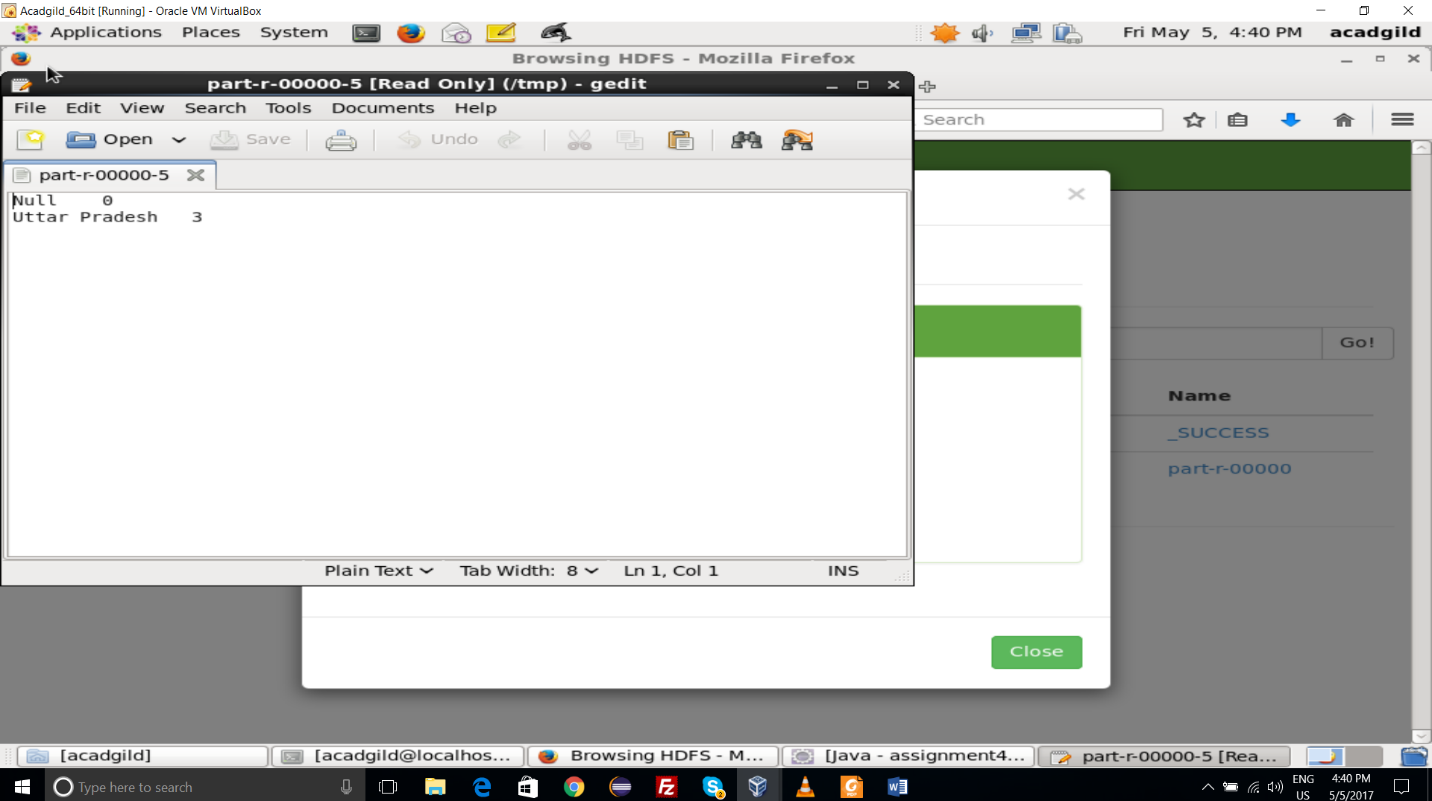 Acadgild_64bit [Running] - Oracle VM VirtualBox
Applications Places System Fri May 5, 4:40 PM acadgild
Browsing HDFS - Mozilla Firefox
part-r-00000-5 [Read Only] (/tmp) - gedit
File Edit View Search Tools Documents Help
Search
Open Save Undo
part-r-00000-5
Null 0
Uttar Pradesh 3
Go!
Name
_SUCCESS
part-r-00000
Plain Text Tab Width: 8 Ln 1, Col 1 INS
Close
[acadgild] [acadgild@localhos... Browsing HDFS - M... [Java - assignment4... part-r-00000-5 [Rea...
Type here to search
ENG 4:40 PM
US 5/5/2017